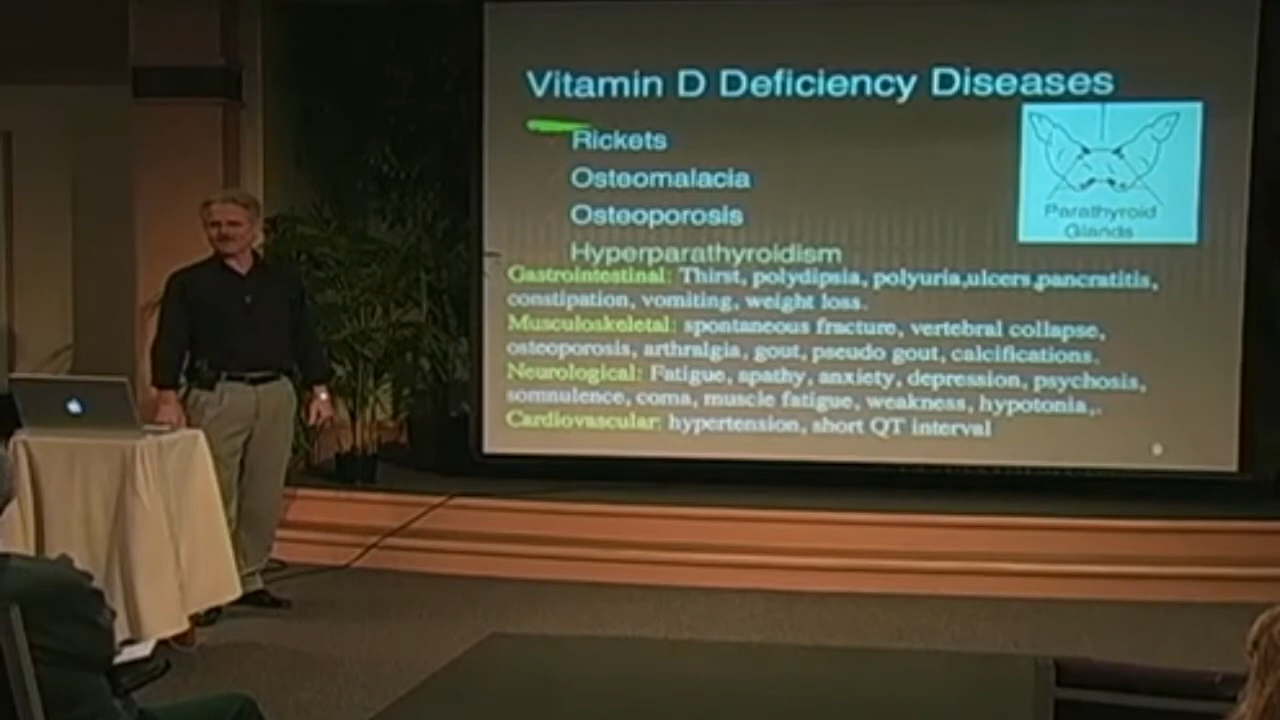 Vitamin D Deficiency Diseases
Rickets
Osteomalacia
Osteoporosis
Hyperparathyroidism
Parathyroid
Glands
Gastrointestinal: Thirst, polydipsia, polyuria,ulcers,pancratitis,
constipation, vomiting, weight loss.
Musculoskeletal: spontaneous fracture, vertebral collapse,
osteoporosis, arthralgia, gout, pseudo gout, calcifications.
Neurological: Fatigue, apathy, anxiety, depression, psychosis,
somnulence, coma, muscle fatigue, weakness, hypotonia,.
Cardiovascular: hypertension, short QT interval